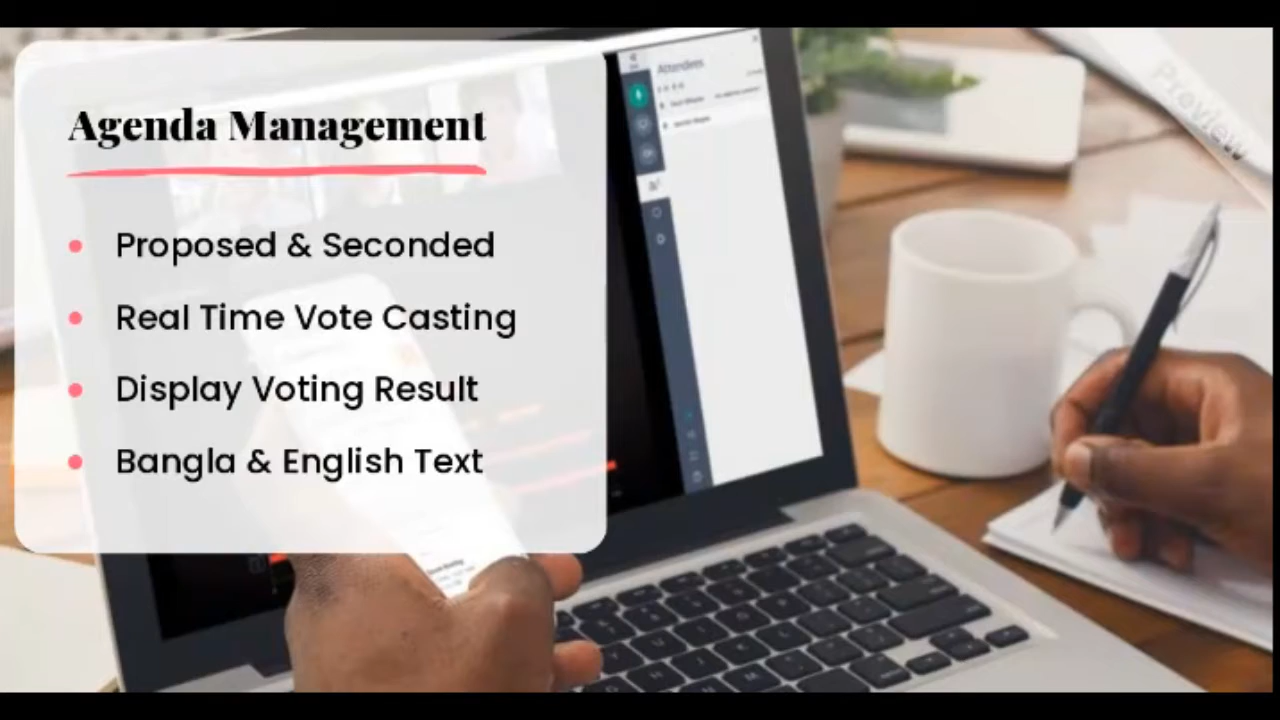 Agenda Management
Proposed & Seconded
Real Time Vote Casting
Display Voting Result
Bangla & English Text
Attendees
Preview